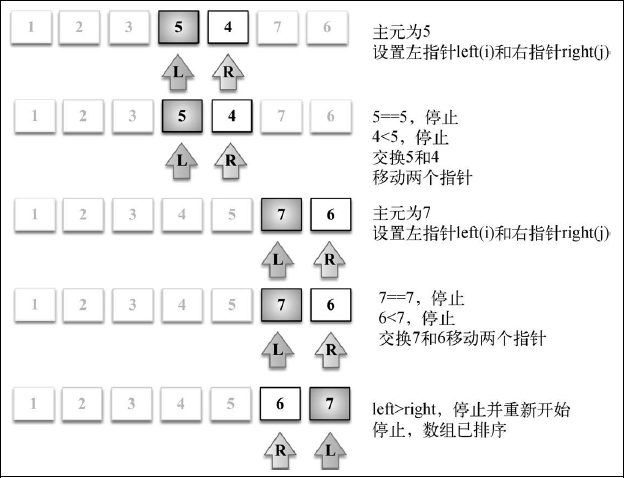 1 2 3 5 4 7 6
主元为5
设置左指针left(i)和右指针right(j)
L R
1 2 3 5 4 7 6
5==5，停止
4<5，停止
交换5和4
移动两个指针
L R
1 2 3 4 5 7 6
主元为7
设置左指针left(i)和右指针right(j)
L R
1 2 3 4 5 7 6
7==7，停止
6<7，停止
交换7和6移动两个指针
L R
1 2 3 4 5 6 7
left>right，停止并重新开始
停止，数组已排序
R L